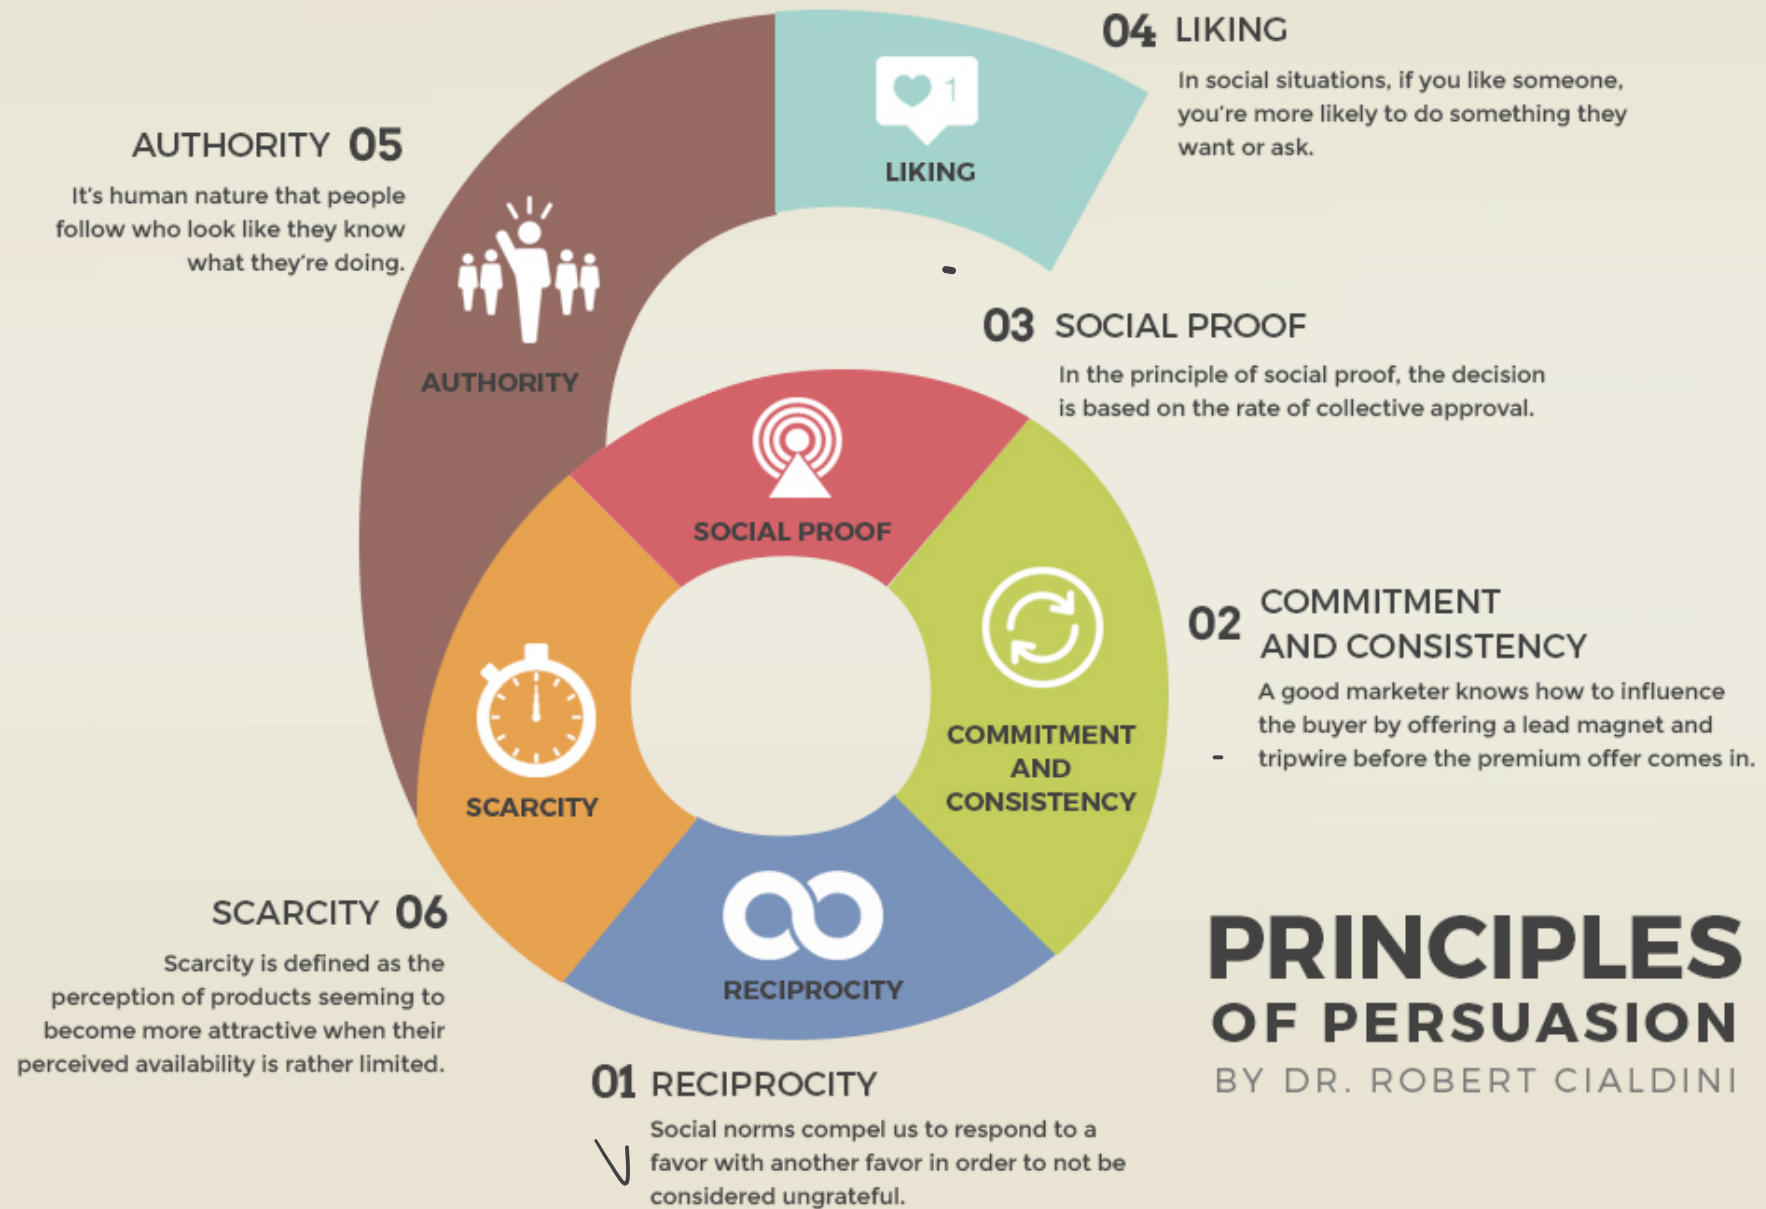 04 LIKING
In social situations, if you like someone,
you're more likely to do something they
want or ask.
1
LIKING
AUTHORITY 05
It's human nature that people
follow who look like they know
what they're doing.
AUTHORITY
03 SOCIAL PROOF
In the principle of social proof, the decision
is based on the rate of collective approval.
SOCIAL PROOF
02 COMMITMENT
AND CONSISTENCY
A good marketer knows how to influence
the buyer by offering a lead magnet and
tripwire before the premium offer comes in.
COMMITMENT
AND
CONSISTENCY
SCARCITY
SCARCITY 06
Scarcity is defined as the
perception of products seeming to
become more attractive when their
perceived availability is rather limited.
RECIPROCITY
01 RECIPROCITY
Social norms compel us to respond to a
favor with another favor in order to not be
considered ungrateful.
PRINCIPLES
OF PERSUASION
BY DR. ROBERT CIALDINI